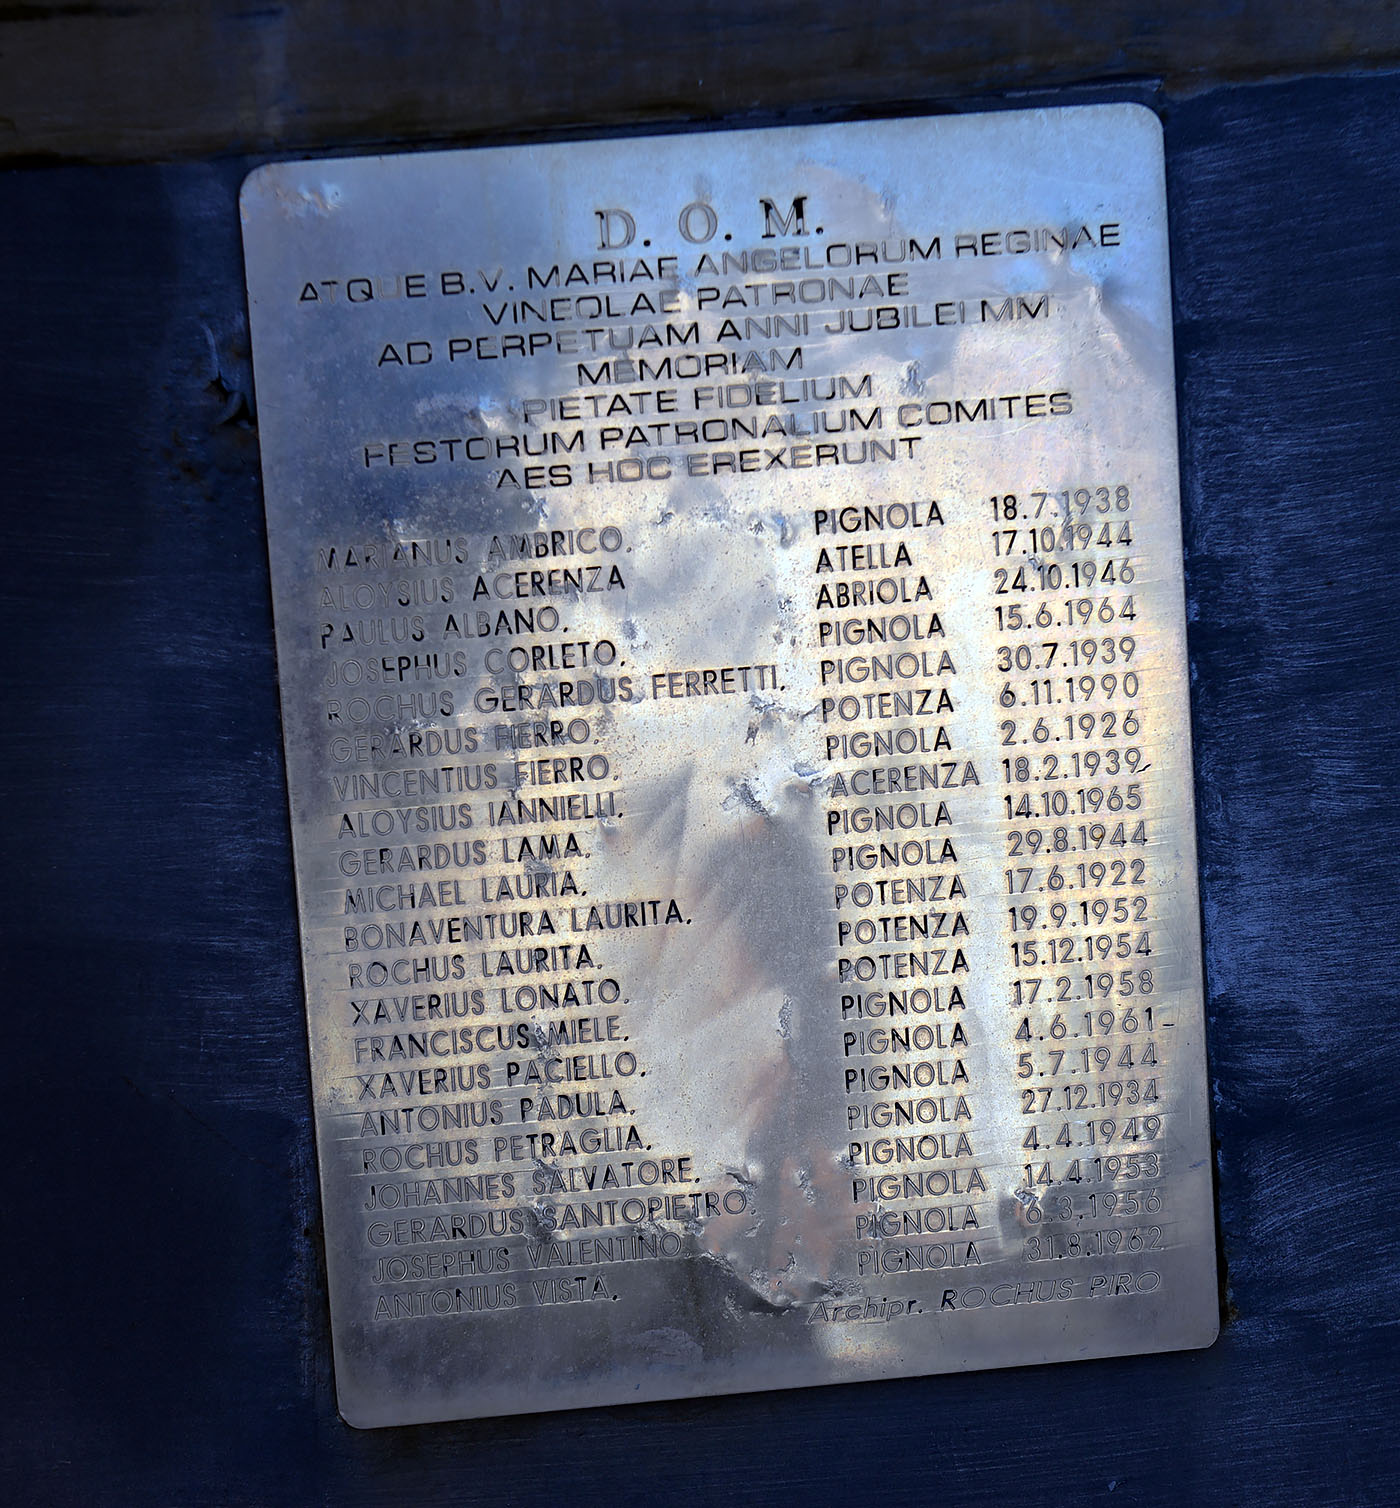 D. O. M.
ATQUE B.V. MARIAE ANGELORUM REGINAE
VINEOLAE PATRONAE
AD PERPETUAM ANNI JUBILEI MM
MEMORIAM
PIETATE FIDELIUM
FESTORUM PATRONALIUM COMITES
AES HOC EREXERUNT
MARIANUS AMBRICO, PIGNOLA 18.7.1938
ALOYSIUS ACERENZA ATELLA 17.10.1944
PAULUS ALBANO, ABRIOLA 24.10.1946
JOSEPHUS CORLETO, PIGNOLA 15.6.1964
ROCHUS GERARDUS FERRETTI, PIGNOLA 30.7.1939
GERARDUS FIERRO, POTENZA 6.11.1990
VINCENTIUS FIERRO, PIGNOLA 2.6.1926
ALOYSIUS IANNIELLI, ACERENZA 18.2.1939
GERARDUS LAMA, PIGNOLA 14.10.1965
MICHAEL LAURIA, PIGNOLA 29.8.1944
BONAVENTURA LAURITA, POTENZA 17.6.1922
ROCHUS LAURITA, POTENZA 19.9.1952
XAVERIUS LONATO, POTENZA 15.12.1954
FRANCISCUS MIELE, PIGNOLA 17.2.1958
XAVERIUS PACIELLO, PIGNOLA 4.6.1961
ANTONIUS PADULA, PIGNOLA 5.7.1944
ROCHUS PETRAGLIA, PIGNOLA 27.12.1934
JOHANNES SALVATORE, PIGNOLA 4.4.1949
GERARDUS SANTOPIETRO, PIGNOLA 14.4.1953
JOSEPHUS VALENTINO PIGNOLA 6.3.1956
ANTONIUS VISTA, PIGNOLA 31.8.1962
Archipr. ROCHUS PIRO